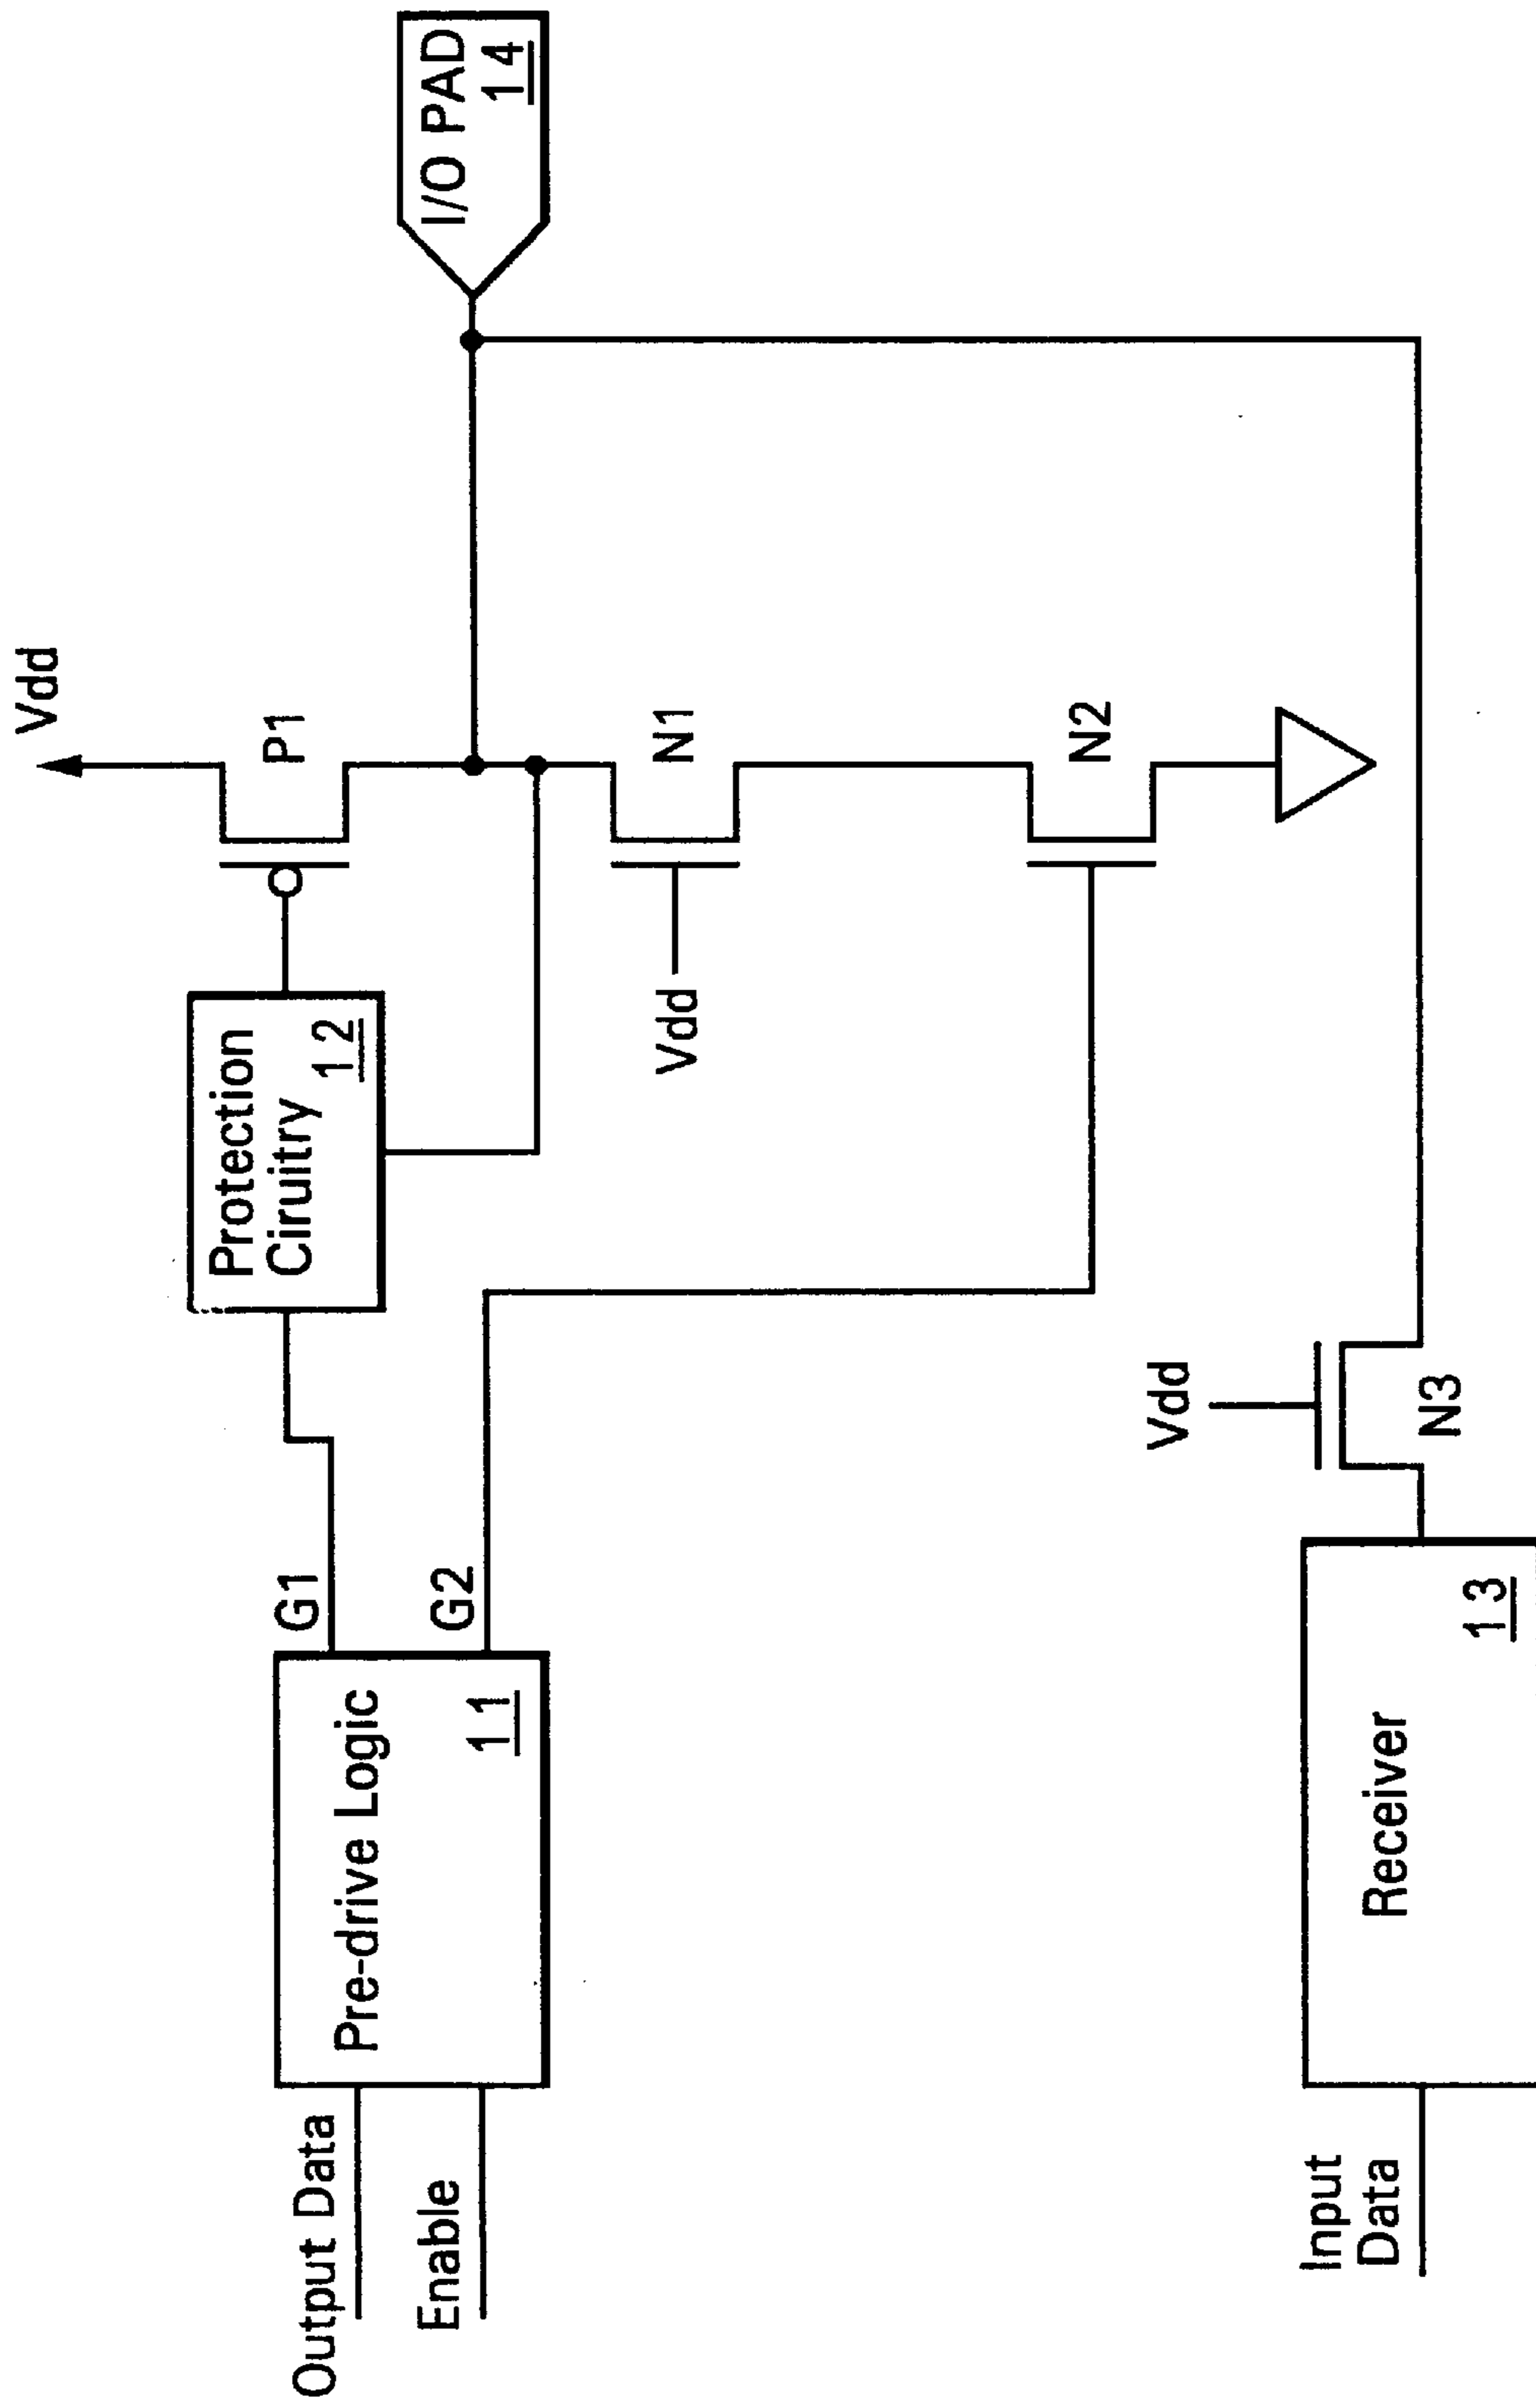 Vdd
P1
Protection
Ciruitry
12
I/O PAD
14
G1
Output Data
Pre-drive Logic
11
Enable
G2
Vdd
N1
N2
Vdd
Input
Data
Receiver
13
N3